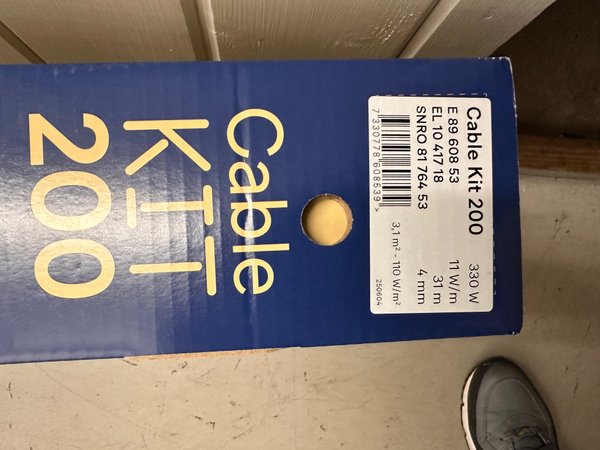 Cable
KIT
200
Cable Kit 200 330 W
E 89 608 53 11 W/m
EL 10 417 18 31 m
SNRO 81 764 53 4 mm
7 330778 608539 >
3,1 m² - 110 W/m²
250604